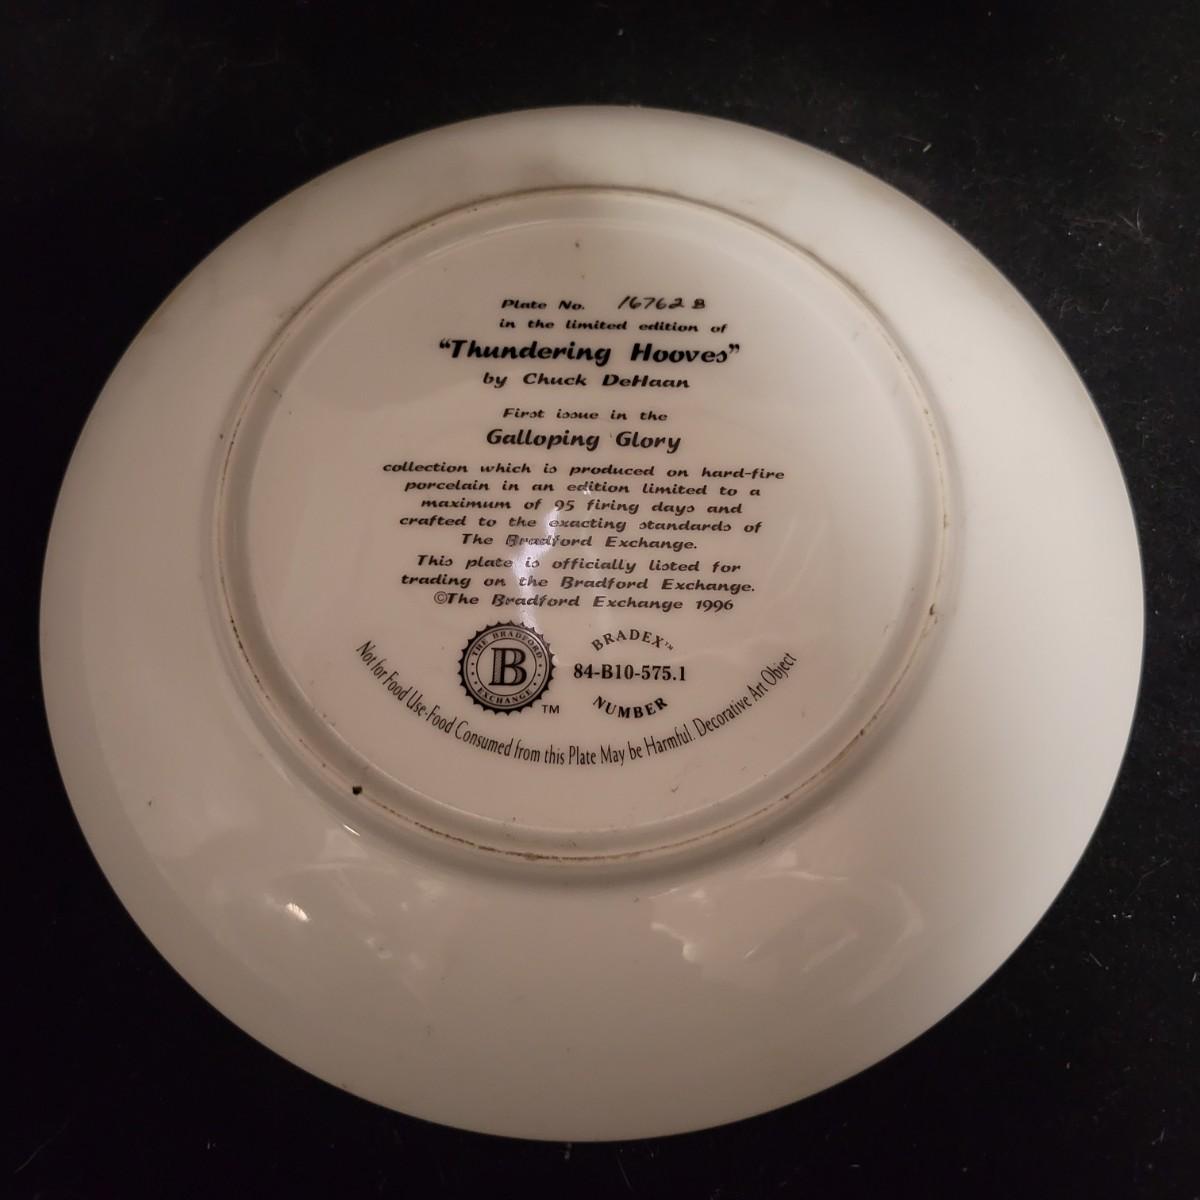 Plate No. 16762 B
in the limited edition of
“Thundering Hooves”
by Chuck DeHaan
First issue in the
Galloping Glory
collection which is produced on hard-fire
porcelain in an edition limited to a
maximum of 95 firing days and
crafted to the exacting standards of
The Bradford Exchange.
This plate is officially listed for
trading on the Bradford Exchange.
©The Bradford Exchange 1996
THE BRADFORD
B
EXCHANGE
TM
BRADEX™
84-B10-575.1
NUMBER
Not for Food Use-Food Consumed from this Plate May be Harmful. Decorative Art Object